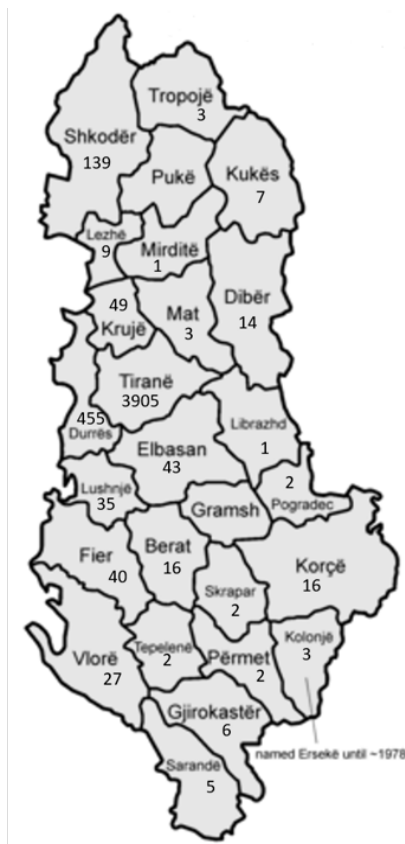 Tropojë
3
Shkodër
139
Pukë
Kukës
7
Lezhë
9
Mirditë
1
49
Krujë
Mat
3
Dibër
14
Tiranë
3905
455
Durrës
Librazhd
1
Elbasan
43
2
Pogradec
Lushnjë
35
Gramsh
Berat
16
Fier
40
Korçë
16
Skrapar
2
Kolonjë
3
Tepelenë
2
Përmet
2
Vlorë
27
Gjirokastër
6
named Ersekë until ~1978
Sarandë
5